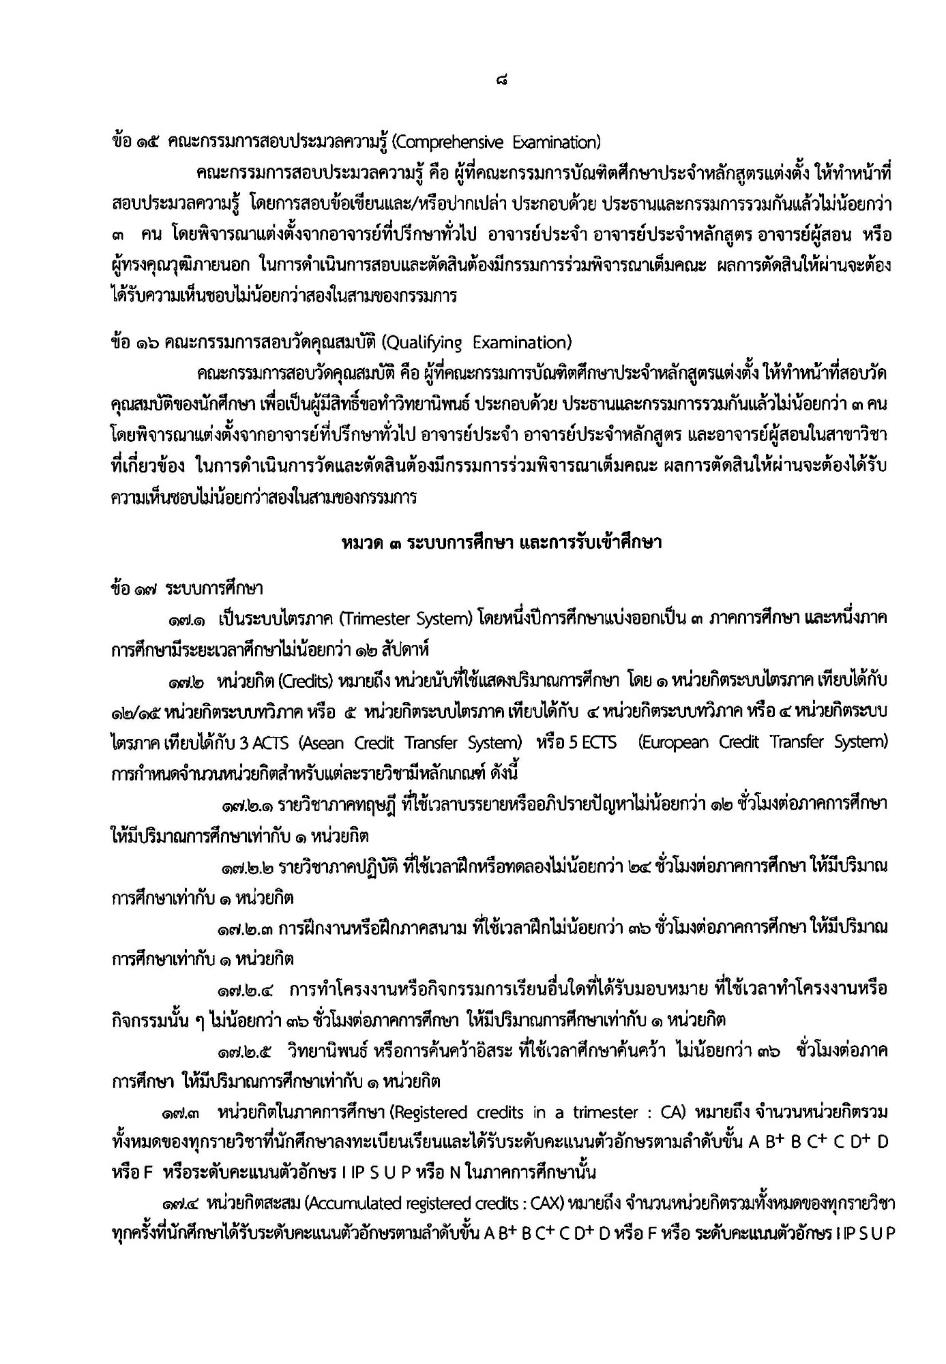 ๘
ข้อ ๑๕ คณะกรรมการสอบประมวลความรู้ (Comprehensive Examination)
คณะกรรมการสอบประมวลความรู้ คือ ผู้ที่คณะกรรมการบัณฑิตศึกษาประจำหลักสูตรแต่งตั้ง ให้ทำหน้าที่
สอบประมวลความรู้ โดยการสอบข้อเขียนและ/หรือปากเปล่า ประกอบด้วย ประธานและกรรมการรวมกันแล้วไม่น้อยกว่า
๓ คน โดยพิจารณาแต่งตั้งจากอาจารย์ที่ปรึกษาทั่วไป อาจารย์ประจำ อาจารย์ประจำหลักสูตร อาจารย์ผู้สอน หรือ
ผู้ทรงคุณวุฒิภายนอก ในการดำเนินการสอบและตัดสินต้องมีกรรมการร่วมพิจารณาเต็มคณะ ผลการตัดสินให้ผ่านจะต้อง
ได้รับความเห็นชอบไม่น้อยกว่าสองในสามของกรรมการ
ข้อ ๑๖ คณะกรรมการสอบวัดคุณสมบัติ (Qualifying Examination)
คณะกรรมการสอบวัดคุณสมบัติ คือ ผู้ที่คณะกรรมการบัณฑิตศึกษาประจำหลักสูตรแต่งตั้ง ให้ทำหน้าที่สอบวัด
คุณสมบัติของนักศึกษา เพื่อเป็นผู้มีสิทธิ์ขอทำวิทยานิพนธ์ ประกอบด้วย ประธานและกรรมการรวมกันแล้วไม่น้อยกว่า ๓ คน
โดยพิจารณาแต่งตั้งจากอาจารย์ที่ปรึกษาทั่วไป อาจารย์ประจำ อาจารย์ประจำหลักสูตร และอาจารย์ผู้สอนในสาขาวิชา
ที่เกี่ยวข้อง ในการดำเนินการวัดและตัดสินต้องมีกรรมการร่วมพิจารณาเต็มคณะ ผลการตัดสินให้ผ่านจะต้องได้รับ
ความเห็นชอบไม่น้อยกว่าสองในสามของกรรมการ
หมวด ๓ ระบบการศึกษา และการรับเข้าศึกษา
ข้อ ๑๗ ระบบการศึกษา
๑๗.๑ เป็นระบบไตรภาค (Trimester System) โดยหนึ่งปีการศึกษาแบ่งออกเป็น ๓ ภาคการศึกษา และหนึ่งภาค
การศึกษามีระยะเวลาศึกษาไม่น้อยกว่า ๑๒ สัปดาห์
๑๗.๒ หน่วยกิต (Credits) หมายถึง หน่วยนับที่ใช้แสดงปริมาณการศึกษา โดย ๑ หน่วยกิตระบบไตรภาค เทียบได้กับ
๑๒/๑๕ หน่วยกิตระบบทวิภาค หรือ ๕ หน่วยกิตระบบไตรภาค เทียบได้กับ ๔ หน่วยกิตระบบทวิภาค หรือ ๔ หน่วยกิตระบบ
ไตรภาค เทียบได้กับ 3 ACTS (Asean Credit Transfer System) หรือ 5 ECTS (European Credit Transfer System)
การกำหนดจำนวนหน่วยกิตสำหรับแต่ละรายวิชามีหลักเกณฑ์ ดังนี้
๑๗.๒.๑ รายวิชาภาคทฤษฎี ที่ใช้เวลาบรรยายหรืออภิปรายปัญหาไม่น้อยกว่า ๑๒ ชั่วโมงต่อภาคการศึกษา
ให้มีปริมาณการศึกษาเท่ากับ ๑ หน่วยกิต
๑๗.๒.๒ รายวิชาภาคปฏิบัติ ที่ใช้เวลาฝึกหรือทดลองไม่น้อยกว่า ๒๔ ชั่วโมงต่อภาคการศึกษา ให้มีปริมาณ
การศึกษาเท่ากับ ๑ หน่วยกิต
๑๗.๒.๓ การฝึกงานหรือฝึกภาคสนาม ที่ใช้เวลาฝึกไม่น้อยกว่า ๓๖ ชั่วโมงต่อภาคการศึกษา ให้มีปริมาณ
การศึกษาเท่ากับ ๑ หน่วยกิต
๑๗.๒.๔ การทำโครงงานหรือกิจกรรมการเรียนอื่นใดที่ได้รับมอบหมาย ที่ใช้เวลาทำโครงงานหรือ
กิจกรรมนั้น ๆ ไม่น้อยกว่า ๓๖ ชั่วโมงต่อภาคการศึกษา ให้มีปริมาณการศึกษาเท่ากับ ๑ หน่วยกิต
๑๗.๒.๕ วิทยานิพนธ์ หรือการค้นคว้าอิสระ ที่ใช้เวลาศึกษาค้นคว้า ไม่น้อยกว่า ๓๖ ชั่วโมงต่อภาค
การศึกษา ให้มีปริมาณการศึกษาเท่ากับ ๑ หน่วยกิต
๑๗.๓ หน่วยกิตในภาคการศึกษา (Registered credits in a trimester : CA) หมายถึง จำนวนหน่วยกิตรวม
ทั้งหมดของทุกรายวิชาที่นักศึกษาลงทะเบียนเรียนและได้รับระดับคะแนนตัวอักษรตามลำดับขั้น A B+ B C+ C D+ D
หรือ F หรือระดับคะแนนตัวอักษร I IP S U P หรือ N ในภาคการศึกษานั้น
๑๗.๔ หน่วยกิตสะสม (Accumulated registered credits : CAX) หมายถึง จำนวนหน่วยกิตรวมทั้งหมดของทุกรายวิชา
ทุกครั้งที่นักศึกษาได้รับระดับคะแนนตัวอักษรตามลำดับขั้น A B+ B C+ C D+ D หรือ F หรือ ระดับคะแนนตัวอักษร I IP S U P